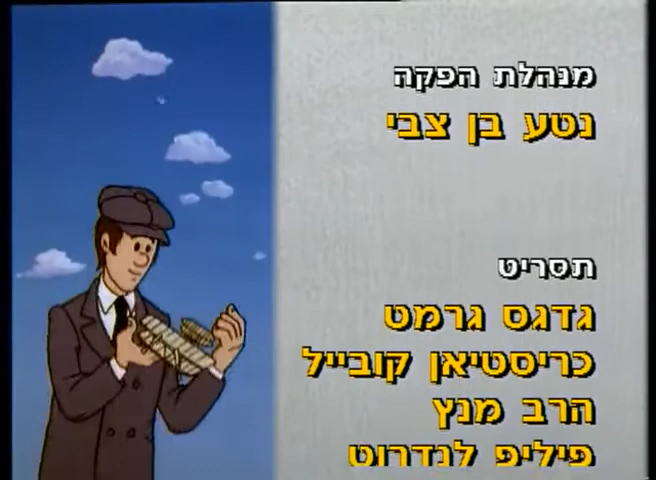 מנהלת הפקה
נטע בן צבי
תסריט
גדגס גרמט
כריסטיאן קובייל
הרב מנץ
פיליפ לנדרוט